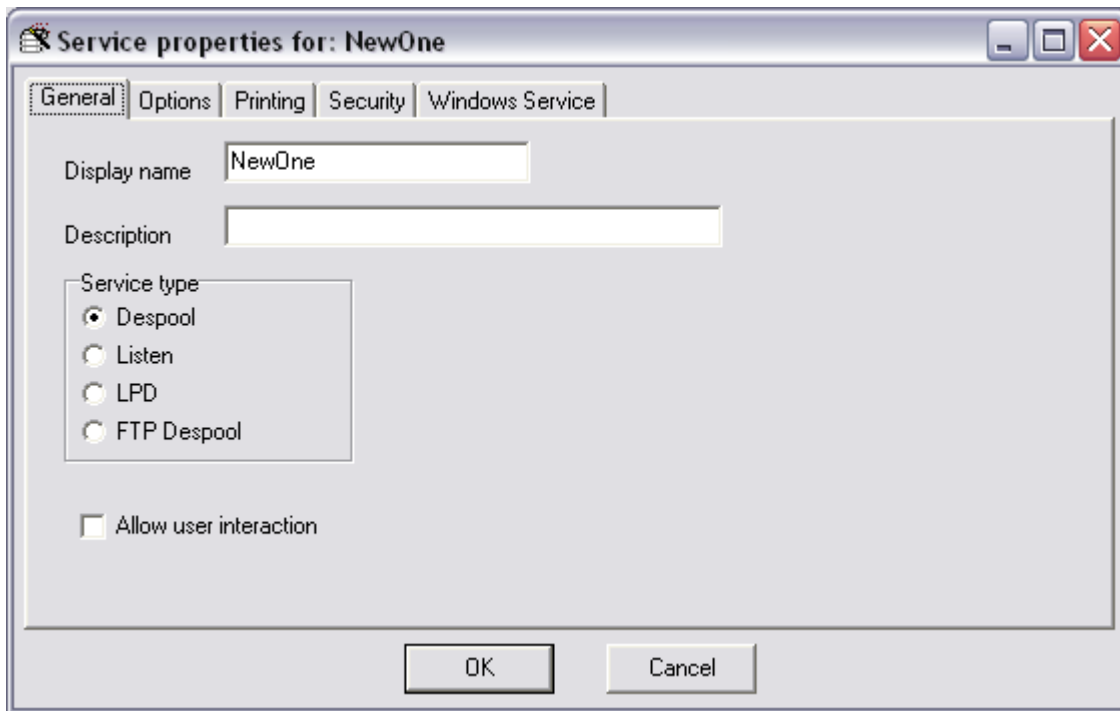 Service properties for: NewOne
General Options Printing Security Windows Service
Display name NewOne
Description
Service type
Despool
Listen
LPD
FTP Despool
Allow user interaction
OK Cancel